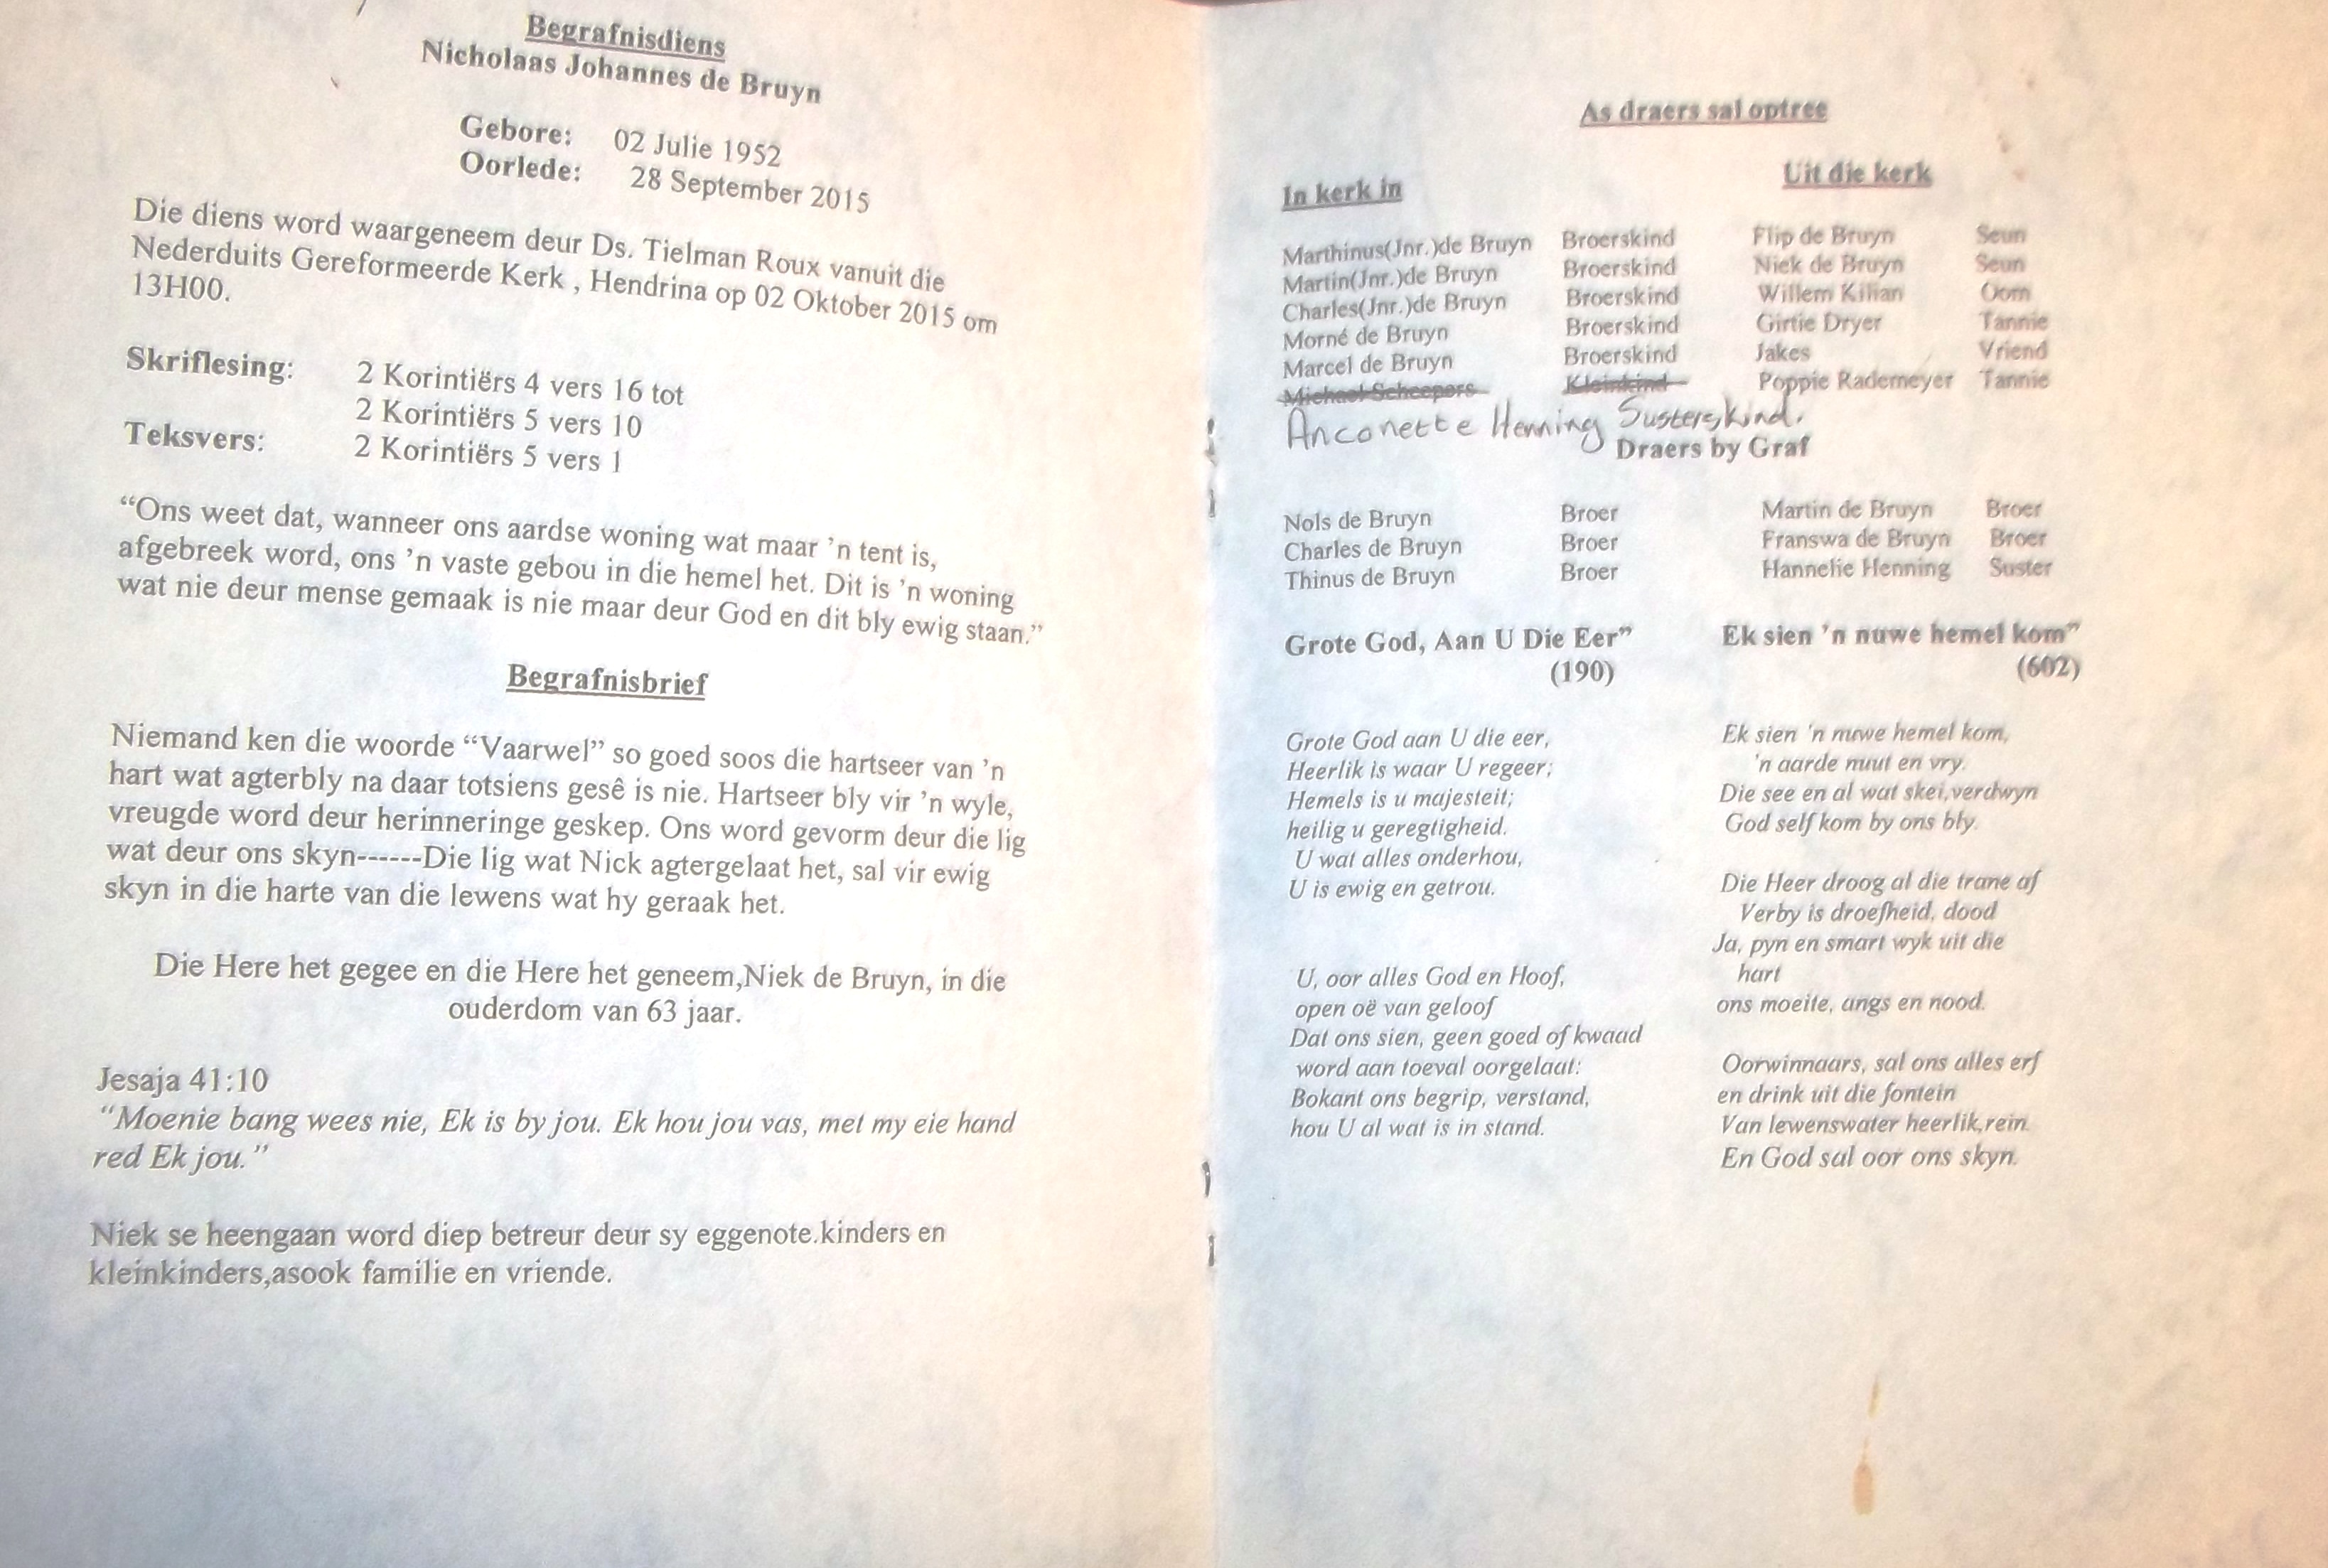 Begrafnisdiens
Nicholaas Johannes de Bruyn
Gebore: 02 Julie 1952
Oorlede: 28 September 2015
Die diens word waargeneem deur Ds. Tielman Roux vanuit die
Nederduits Gereformeerde Kerk , Hendrina op 02 Oktober 2015 om
13H00.
Skriflesing: 2 Korintiërs 4 vers 16 tot
2 Korintiërs 5 vers 10
Teksvers: 2 Korintiërs 5 vers 1
“Ons weet dat, wanneer ons aardse woning wat maar ’n tent is,
afgebreek word, ons ’n vaste gebou in die hemel het. Dit is ’n woning
wat nie deur mense gemaak is nie maar deur God en dit bly ewig staan.”
Begrafnisbrief
Niemand ken die woorde “Vaarwel” so goed soos die hartseer van ’n
hart wat agterbly na daar totsiens gesê is nie. Hartseer bly vir ’n wyle,
vreugde word deur herinneringe geskep. Ons word gevorm deur die lig
wat deur ons skyn------Die lig wat Nick agtergelaat het, sal vir ewig
skyn in die harte van die lewens wat hy geraak het.
Die Here het gegee en die Here het geneem,Niek de Bruyn, in die
ouderdom van 63 jaar.
Jesaja 41:10
“Moenie bang wees nie, Ek is by jou. Ek hou jou vas, met my eie hand
red Ek jou.”
Niek se heengaan word diep betreur deur sy eggenote.kinders en
kleinkinders,asook familie en vriende.
As draers sal optree
In kerk in Uit die kerk
Marthinus(Jnr.)de Bruyn Broerskind Flip de Bruyn Seun
Martin(Jnr.)de Bruyn Broerskind Niek de Bruyn Seun
Charles(Jnr.)de Bruyn Broerskind Willem Kilian Oom
Morné de Bruyn Broerskind Girtie Dryer Tannie
Marcel de Bruyn Broerskind Jakes Vriend
Michael Scheepers Kleinkind Poppie Rademeyer Tannie
Anconette Henning Susterskind.
Draers by Graf
Nols de Bruyn Broer Martin de Bruyn Broer
Charles de Bruyn Broer Franswa de Bruyn Broer
Thinus de Bruyn Broer Hannelie Henning Suster
Grote God, Aan U Die Eer”
(190)
Grote God aan U die eer,
Heerlik is waar U regeer;
Hemels is u majesteit;
heilig u geregtigheid.
U wat alles onderhou,
U is ewig en getrou.
U, oor alles God en Hoof,
open oë van geloof
Dat ons sien, geen goed of kwaad
word aan toeval oorgelaat:
Bokant ons begrip, verstand,
hou U al wat is in stand.
Ek sien ’n nuwe hemel kom”
(602)
Ek sien ’n nuwe hemel kom,
’n aarde nuut en vry.
Die see en al wat skei,verdwyn
God self kom by ons bly.
Die Heer droog al die trane af
Verby is droefheid, dood
Ja, pyn en smart wyk uit die
hart
ons moeite, angs en nood.
Oorwinnaars, sal ons alles erf
en drink uit die fontein
Van lewenswater heerlik,rein.
En God sal oor ons skyn.